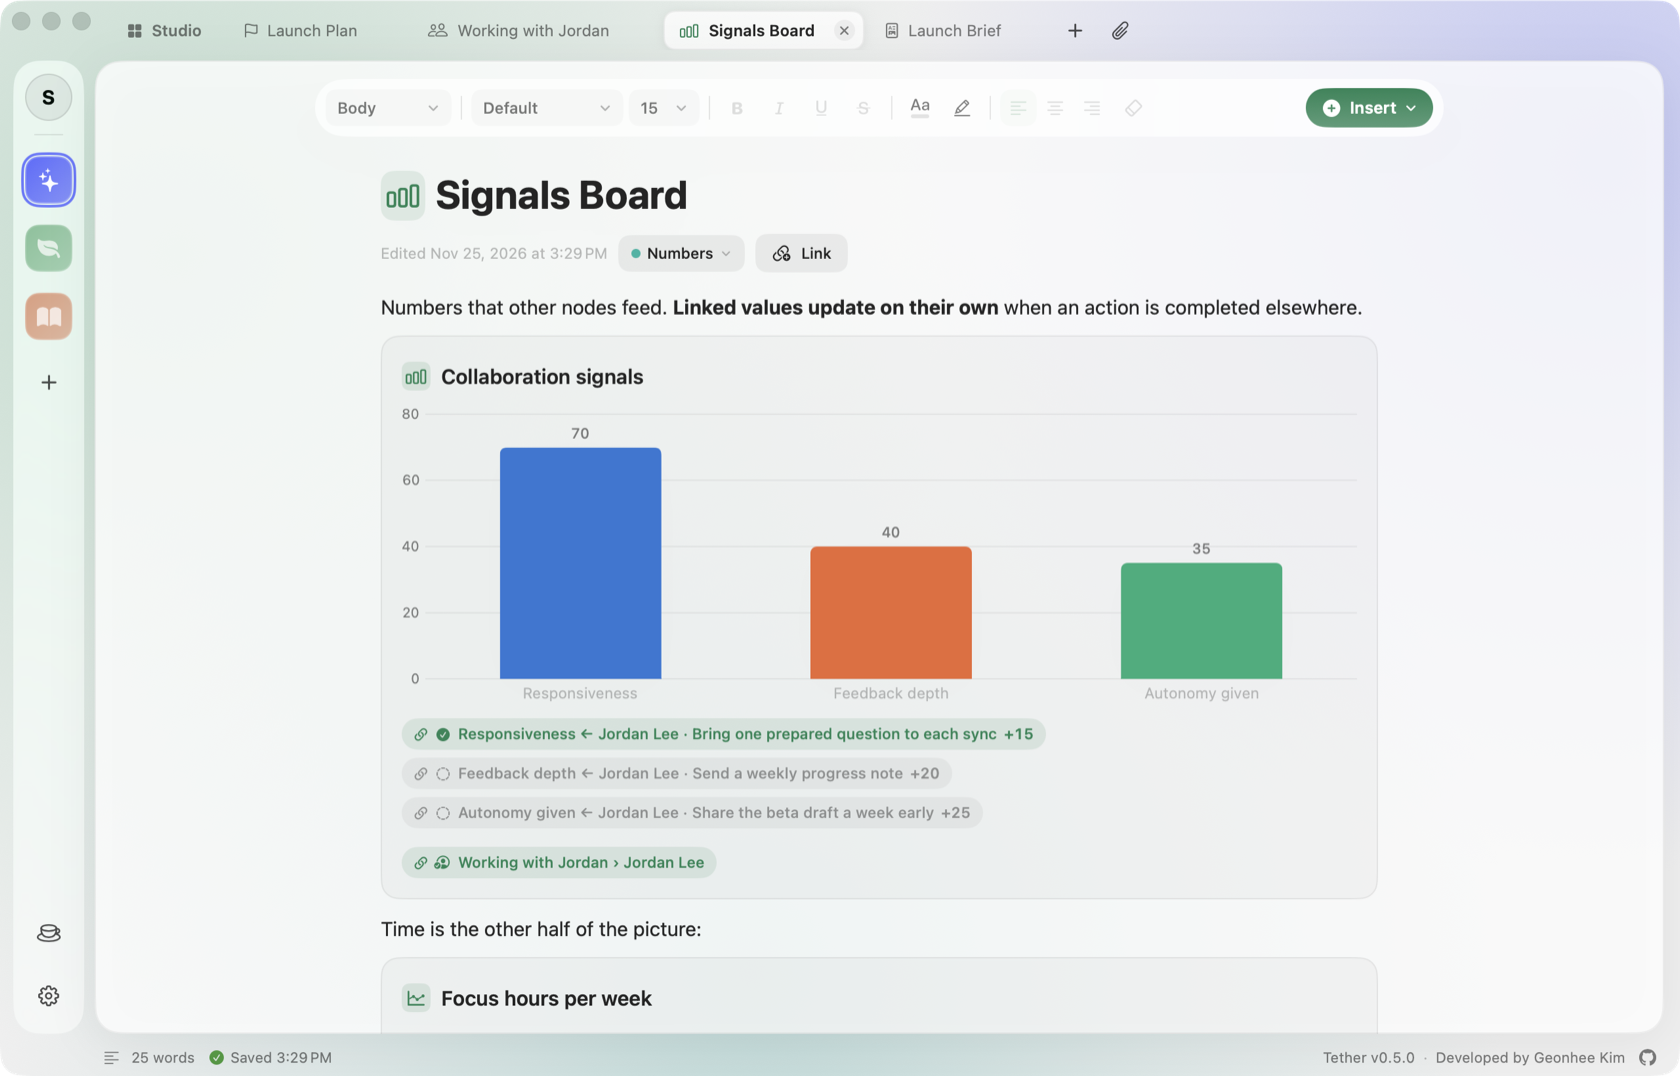 Studio
Launch Plan
Working with Jordan
Signals Board
Launch Brief
S
Body
Default
15
B
I
U
S
Aa
Insert
Signals Board
Edited Nov 25, 2026 at 3:29 PM
Numbers
Link
Numbers that other nodes feed. Linked values update on their own when an action is completed elsewhere.
Collaboration signals
80
70
60
40
40
35
20
0
Responsiveness
Feedback depth
Autonomy given
Responsiveness ← Jordan Lee · Bring one prepared question to each sync +15
Feedback depth ← Jordan Lee · Send a weekly progress note +20
Autonomy given ← Jordan Lee · Share the beta draft a week early +25
Working with Jordan › Jordan Lee
Time is the other half of the picture:
Focus hours per week
25 words
Saved 3:29 PM
Tether v0.5.0 · Developed by Geonhee Kim